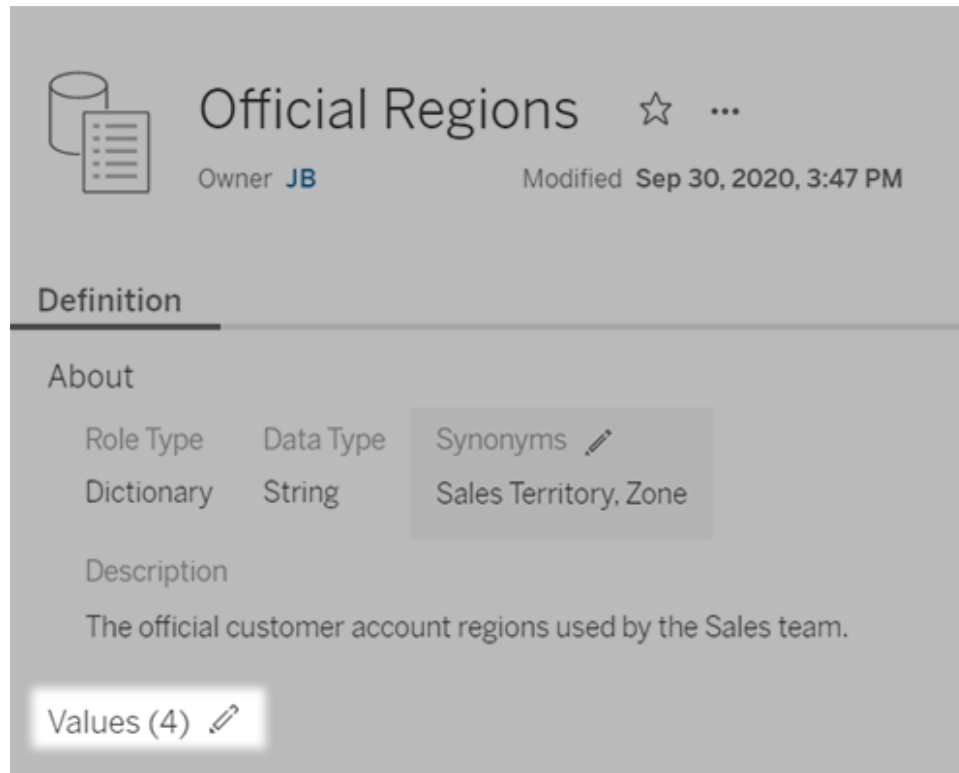 Official Regions
Owner JB Modified Sep 30, 2020, 3:47 PM
Definition
About
Role Type Data Type Synonyms
Dictionary String Sales Territory, Zone
Description
The official customer account regions used by the Sales team.
Values (4)